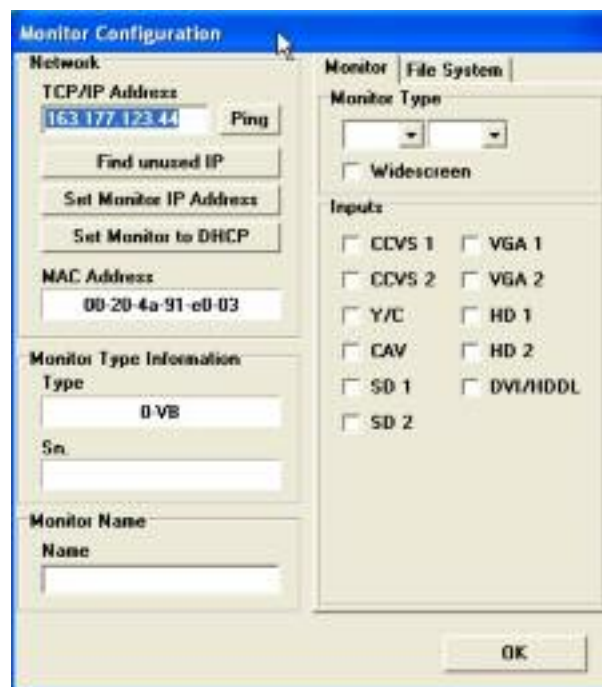 Monitor Configuration
Network
TCP/IP Address
163.177.123.44
Ping
Find unused IP
Set Monitor IP Address
Set Monitor to DHCP
MAC Address
00-20-4a-91-e0-03
Monitor Type Information
Type
0-VB
Sn.
Monitor Name
Name
Monitor
File System
Monitor Type
Widescreen
Inputs
CCVS 1
VGA 1
CCVS 2
VGA 2
Y/C
HD 1
CAV
HD 2
SD 1
DVI/HDDL
SD 2
OK